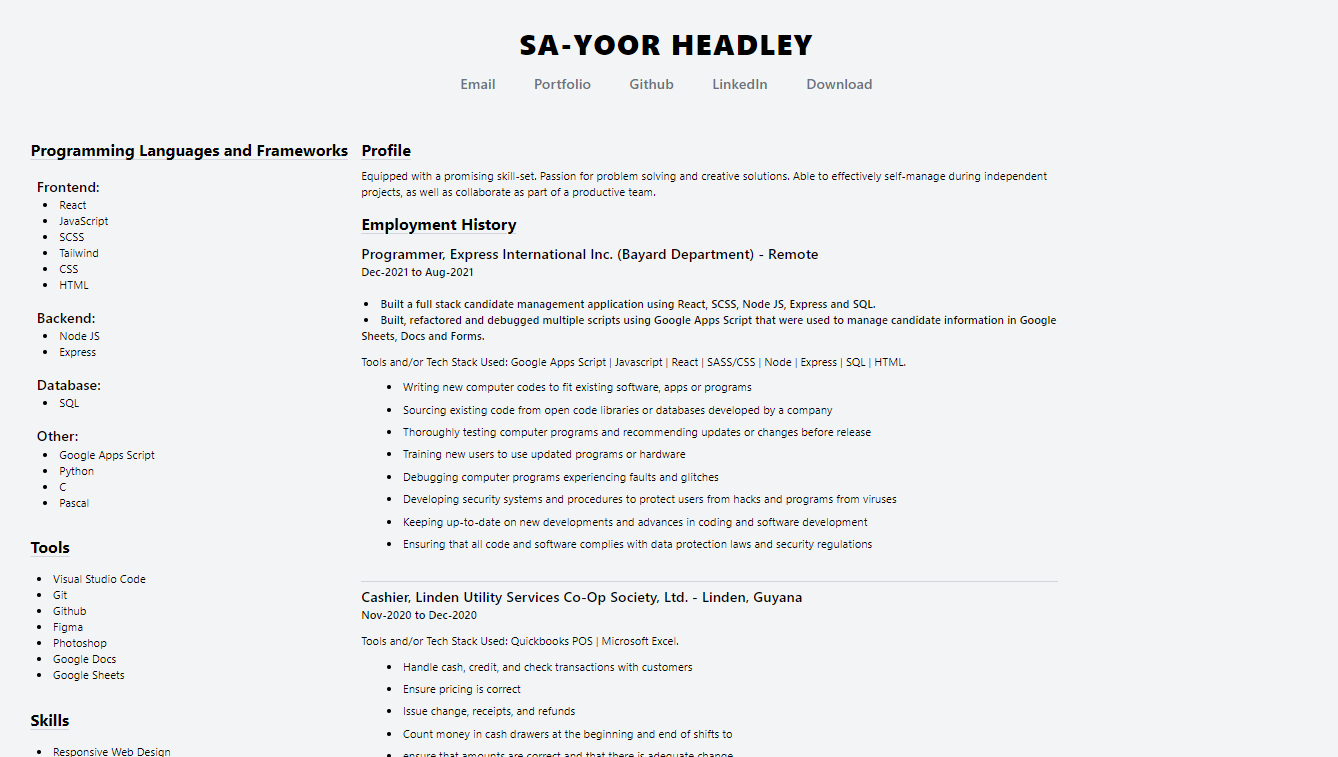 SA-YOOR HEADLEY
Email Portfolio Github LinkedIn Download
Programming Languages and Frameworks
Frontend:
• React
• JavaScript
• SCSS
• Tailwind
• CSS
• HTML
Backend:
• Node JS
• Express
Database:
• SQL
Other:
• Google Apps Script
• Python
• C
• Pascal
Tools
• Visual Studio Code
• Git
• Github
• Figma
• Photoshop
• Google Docs
• Google Sheets
Skills
• Responsive Web Design
Profile
Equipped with a promising skill-set. Passion for problem solving and creative solutions. Able to effectively self-manage during independent
projects, as well as collaborate as part of a productive team.
Employment History
Programmer, Express International Inc. (Bayard Department) - Remote
Dec-2021 to Aug-2021
• Built a full stack candidate management application using React, SCSS, Node JS, Express and SQL.
• Built, refactored and debugged multiple scripts using Google Apps Script that were used to manage candidate information in Google
Sheets, Docs and Forms.
Tools and/or Tech Stack Used: Google Apps Script | Javascript | React | SASS/CSS | Node | Express | SQL | HTML.
• Writing new computer codes to fit existing software, apps or programs
• Sourcing existing code from open code libraries or databases developed by a company
• Thoroughly testing computer programs and recommending updates or changes before release
• Training new users to use updated programs or hardware
• Debugging computer programs experiencing faults and glitches
• Developing security systems and procedures to protect users from hacks and programs from viruses
• Keeping up-to-date on new developments and advances in coding and software development
• Ensuring that all code and software complies with data protection laws and security regulations
Cashier, Linden Utility Services Co-Op Society, Ltd. - Linden, Guyana
Nov-2020 to Dec-2020
Tools and/or Tech Stack Used: Quickbooks POS | Microsoft Excel.
• Handle cash, credit, and check transactions with customers
• Ensure pricing is correct
• Issue change, receipts, and refunds
• Count money in cash drawers at the beginning and end of shifts to
• ensure that amounts are correct and that there is adequate change